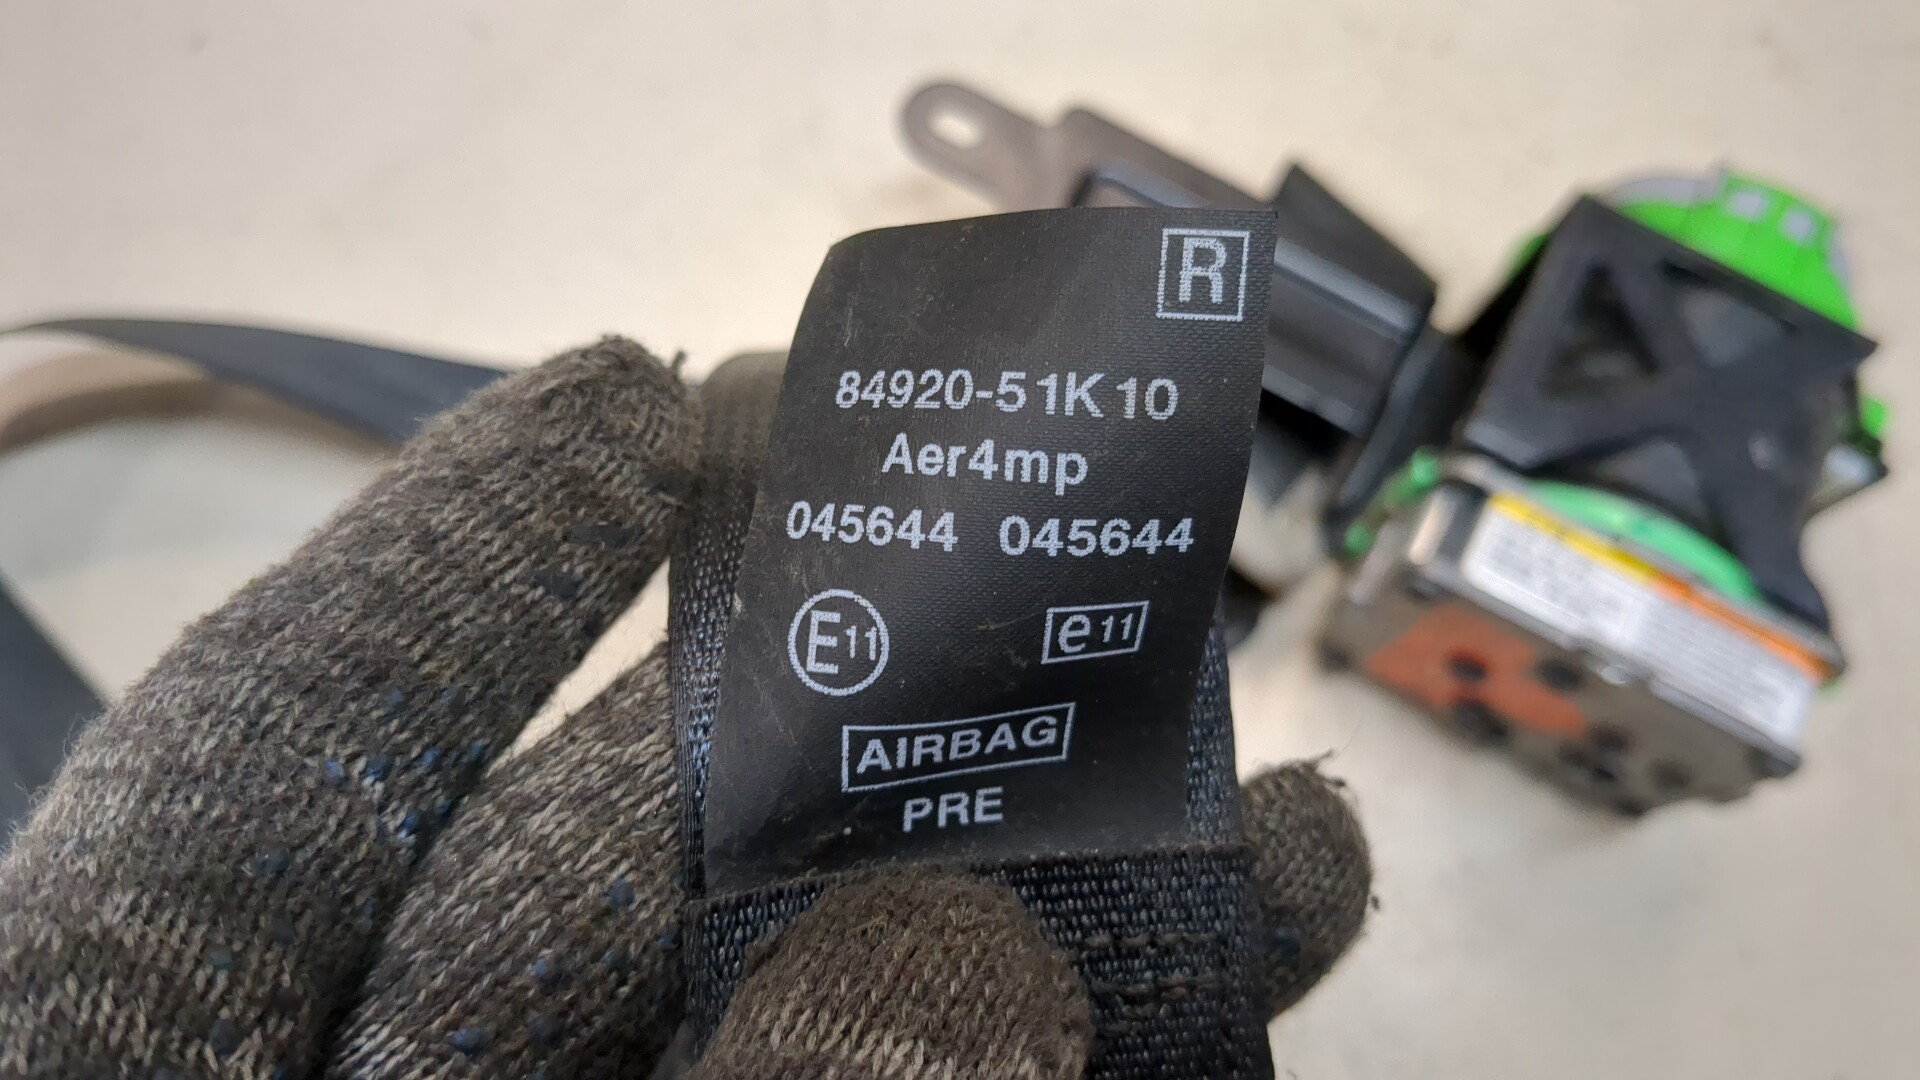 R
84920-51K10
Aer4mp
045644 045644
E11 e11
AIRBAG
PRE